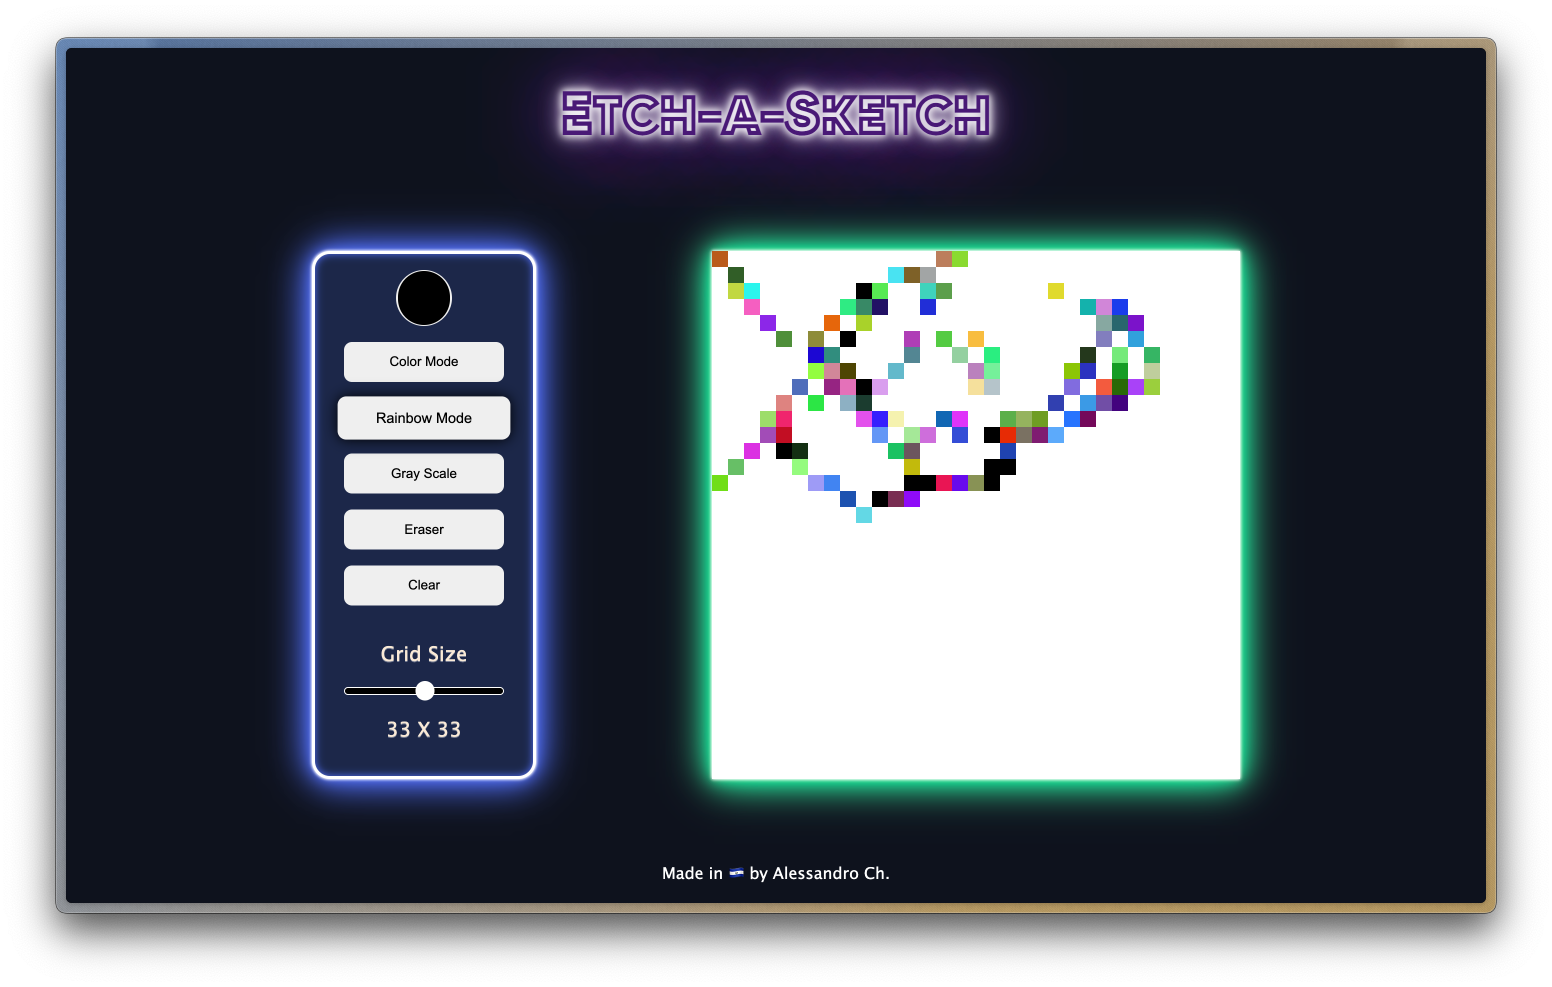 Etch-a-Sketch
Color Mode
Rainbow Mode
Gray Scale
Eraser
Clear
Grid Size
33 X 33
Made in 🇸🇻 by Alessandro Ch.